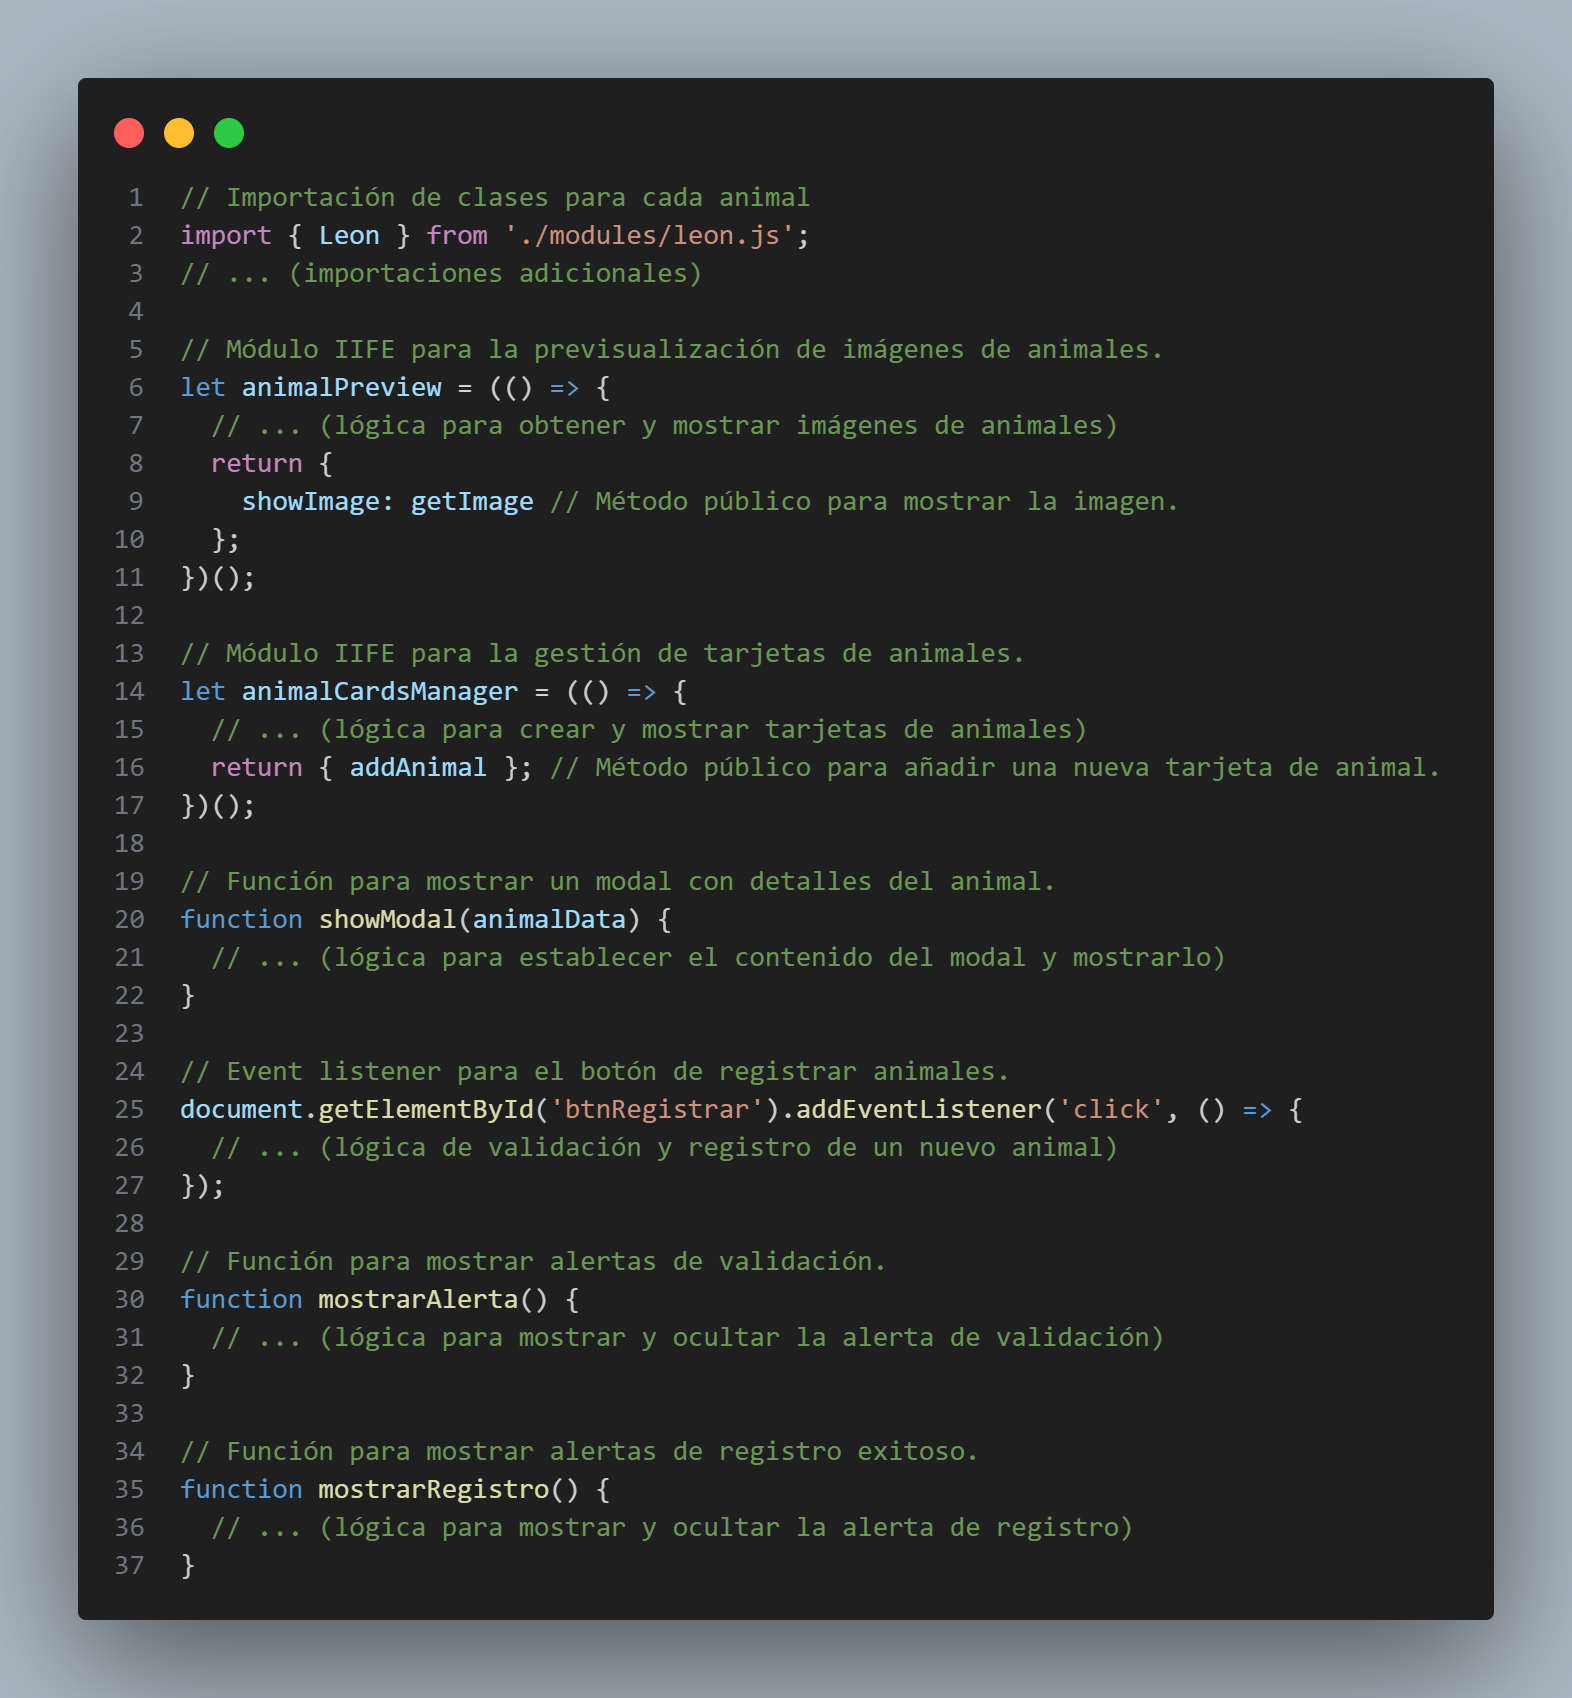 1 // Importación de clases para cada animal
2 import { Leon } from './modules/leon.js';
3 // ... (importaciones adicionales)
4
5 // Módulo IIFE para la previsualización de imágenes de animales.
6 let animalPreview = (() => {
7   // ... (lógica para obtener y mostrar imágenes de animales)
8   return {
9     showImage: getImage // Método público para mostrar la imagen.
10   };
11 })();
12
13 // Módulo IIFE para la gestión de tarjetas de animales.
14 let animalCardsManager = (() => {
15   // ... (lógica para crear y mostrar tarjetas de animales)
16   return { addAnimal }; // Método público para añadir una nueva tarjeta de animal.
17 })();
18
19 // Función para mostrar un modal con detalles del animal.
20 function showModal(animalData) {
21   // ... (lógica para establecer el contenido del modal y mostrarlo)
22 }
23
24 // Event listener para el botón de registrar animales.
25 document.getElementById('btnRegistrar').addEventListener('click', () => {
26   // ... (lógica de validación y registro de un nuevo animal)
27 });
28
29 // Función para mostrar alertas de validación.
30 function mostrarAlerta() {
31   // ... (lógica para mostrar y ocultar la alerta de validación)
32 }
33
34 // Función para mostrar alertas de registro exitoso.
35 function mostrarRegistro() {
36   // ... (lógica para mostrar y ocultar la alerta de registro)
37 }